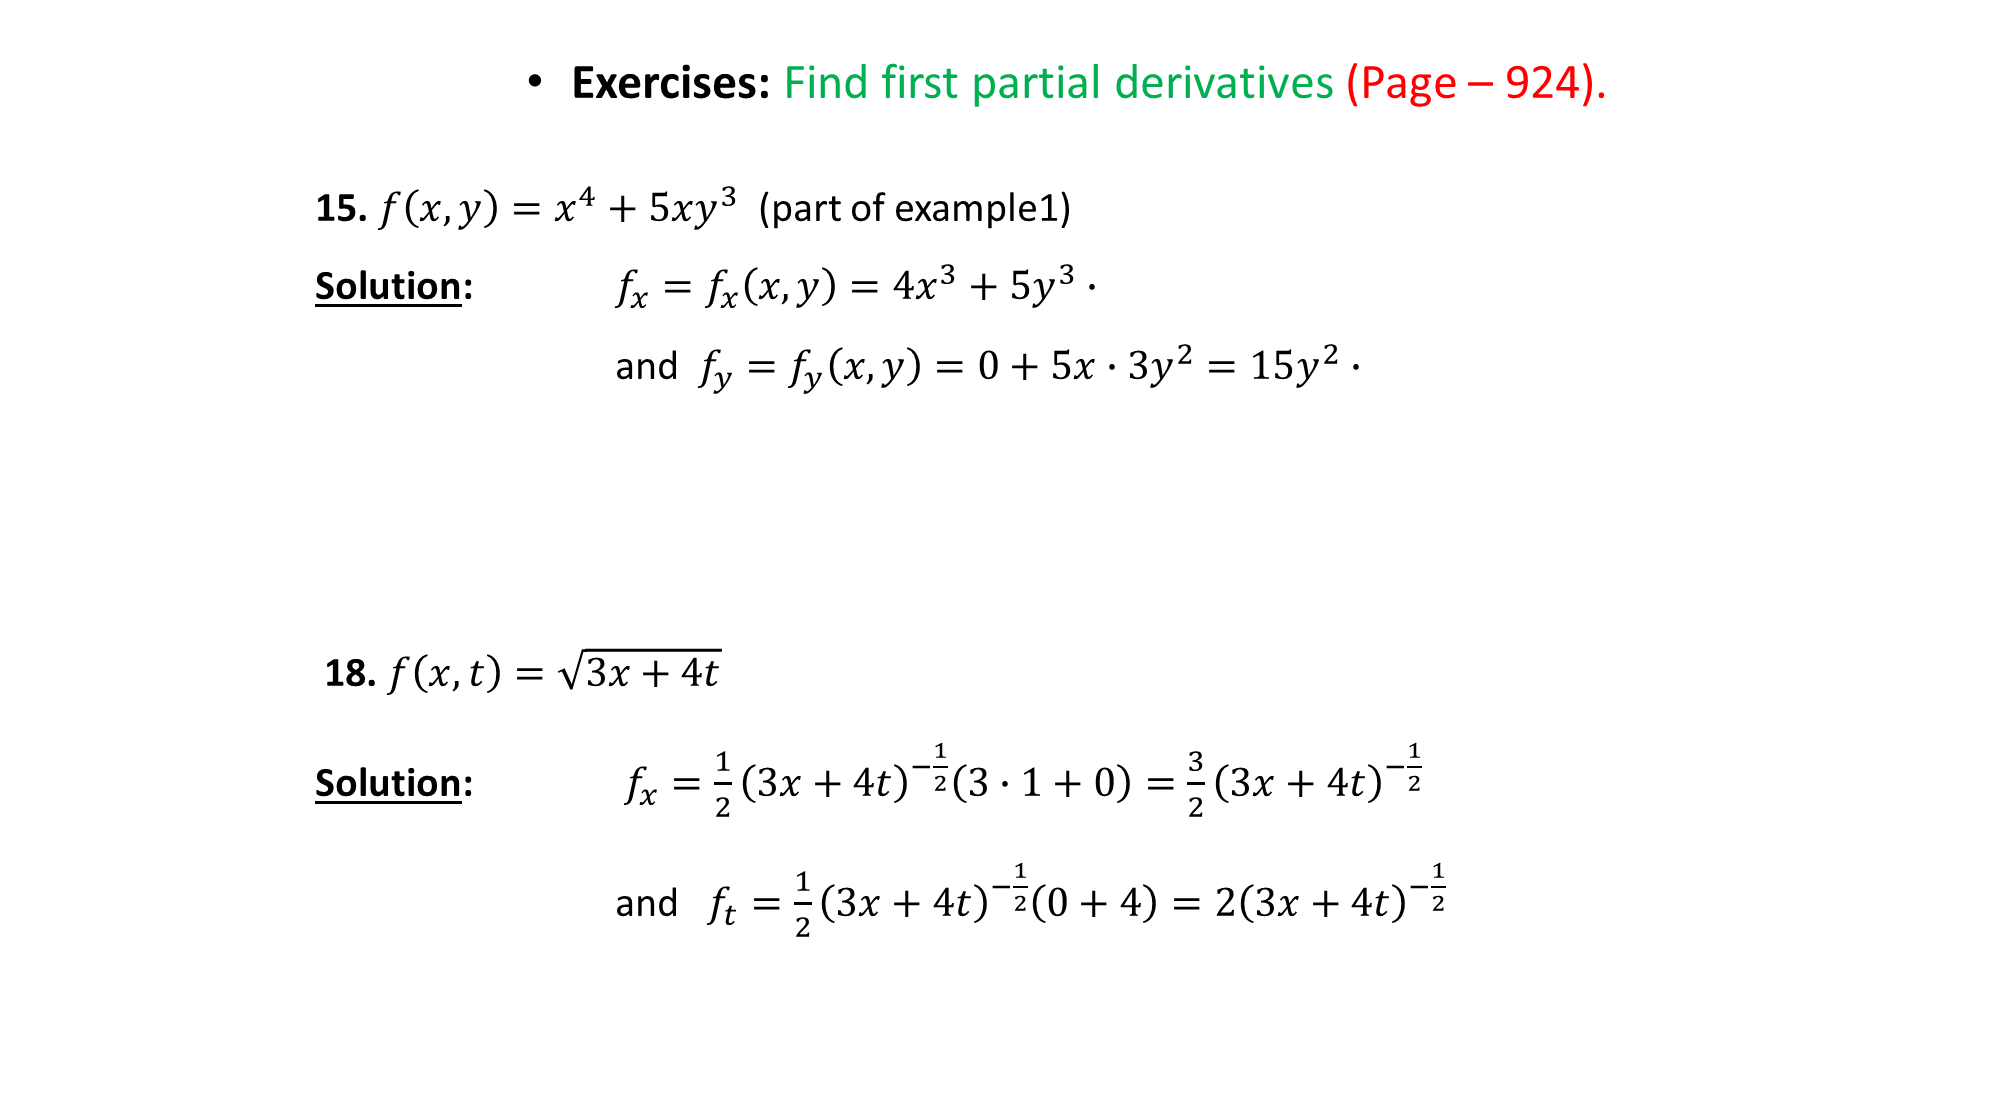 • Exercises: Find first partial derivatives (Page – 924).
15. f(x, y) = x⁴ + 5xy³ (part of example1)
Solution: fₓ = fₓ(x, y) = 4x³ + 5y³ ·
and f_y = f_y(x, y) = 0 + 5x · 3y² = 15y² ·
18. f(x, t) = √(3x + 4t)
Solution: fₓ = 1/2 (3x + 4t)^(−1/2) (3 · 1 + 0) = 3/2 (3x + 4t)^(−1/2)
and fₜ = 1/2 (3x + 4t)^(−1/2) (0 + 4) = 2(3x + 4t)^(−1/2)